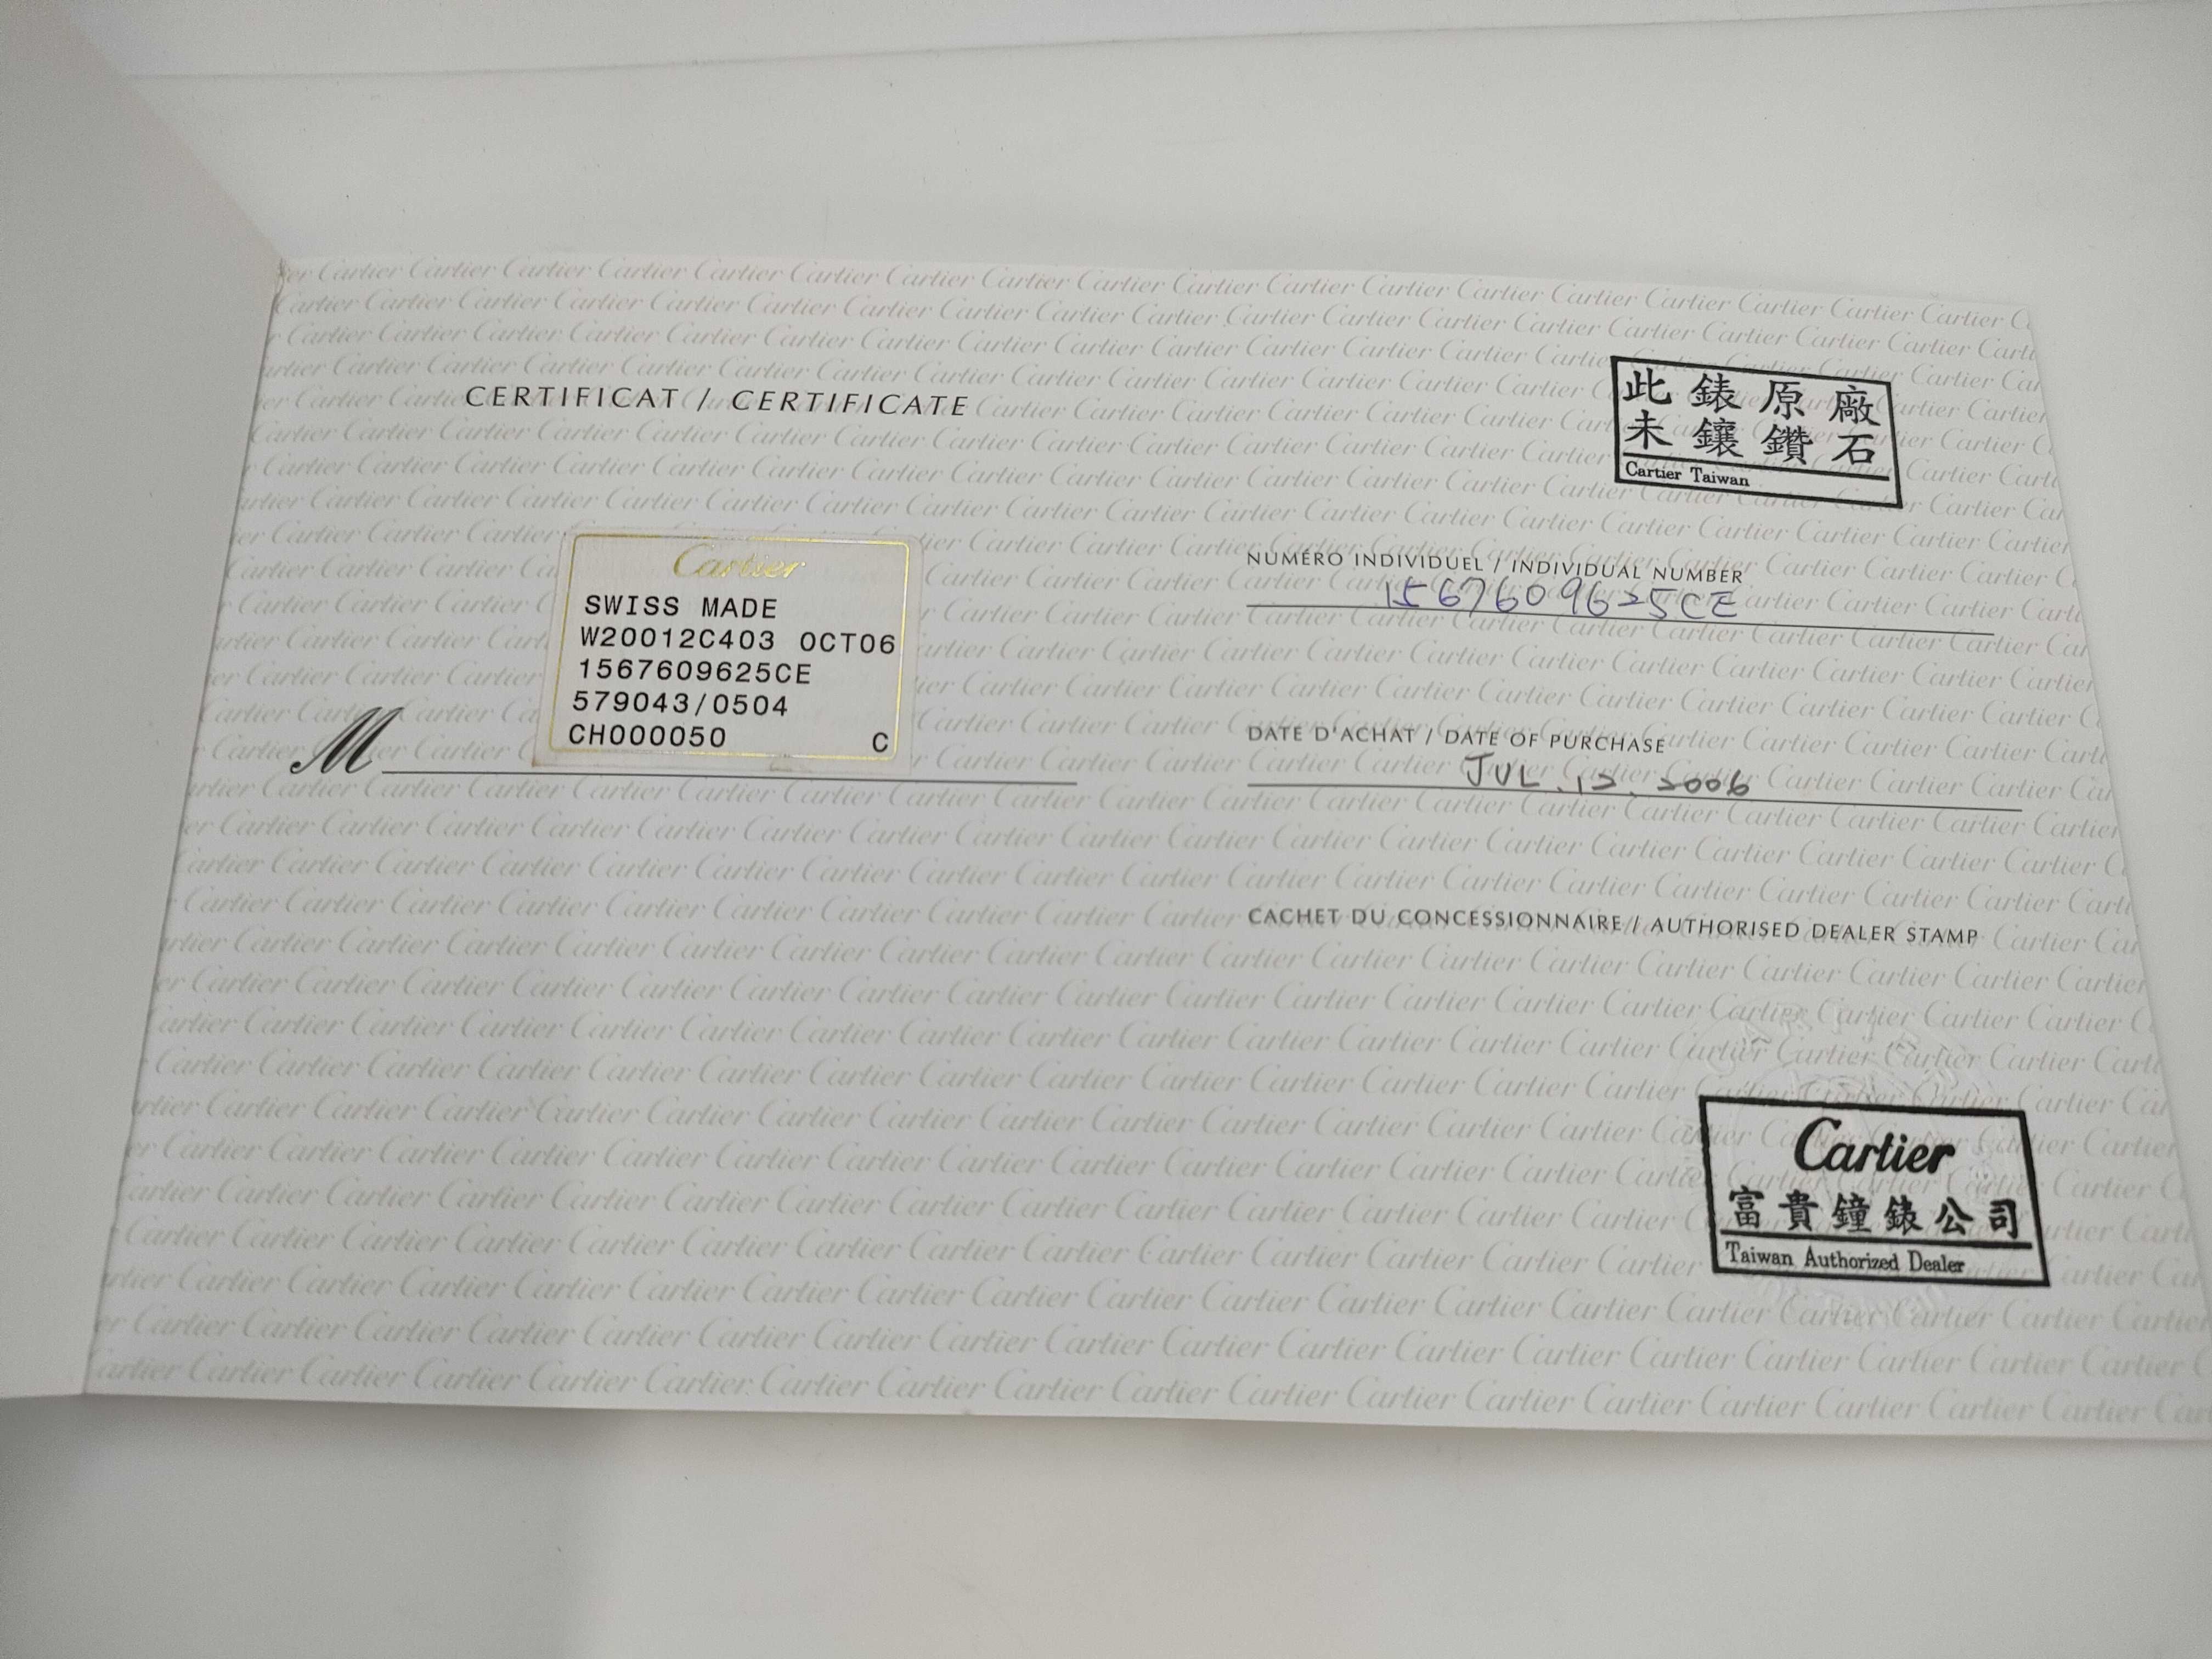 CERTIFICAT / CERTIFICATE
此錶原廠
未鑲鑽石
Cartier Taiwan
Cartier
SWISS MADE
W20012C403 OCT06
1567609625CE
579043/0504
CH000050 C
M
NUMÉRO INDIVIDUEL / INDIVIDUAL NUMBER
1567609625CE
DATE D'ACHAT / DATE OF PURCHASE
JUL. 12. 2006
CACHET DU CONCESSIONNAIRE / AUTHORISED DEALER STAMP
Cartier
富貴鐘錶公司
Taiwan Authorized Dealer